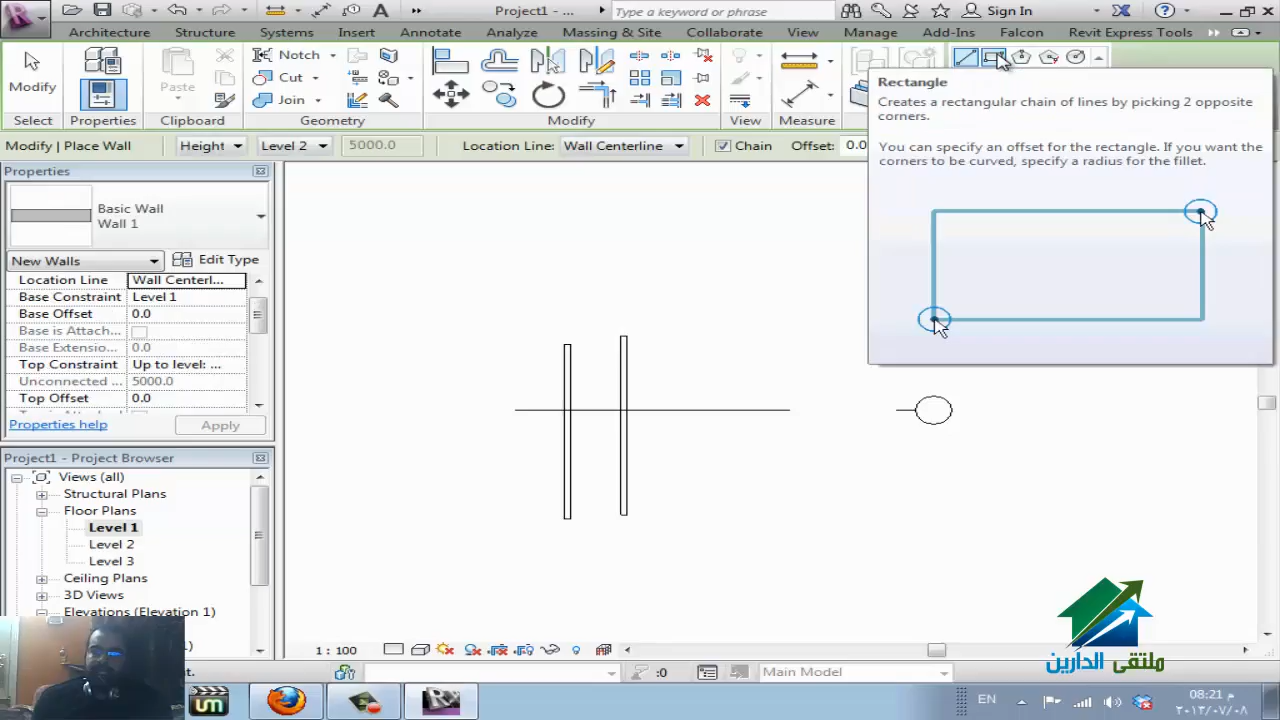 Project1 - ...
Type a keyword or phrase
Sign In
Architecture
Structure
Systems
Insert
Annotate
Analyze
Massing & Site
Collaborate
View
Manage
Add-Ins
Falcon
Revit Express Tools
Modify
Paste
Notch
Cut
Join
Select
Properties
Clipboard
Geometry
Modify
View
Measure
Modify | Place Wall
Height
Level 2
5000.0
Location Line:
Wall Centerline
Chain
Offset:
0.0
Rectangle
Creates a rectangular chain of lines by picking 2 opposite
corners.
You can specify an offset for the rectangle. If you want the
corners to be curved, specify a radius for the fillet.
Properties
Basic Wall
Wall 1
New Walls
Edit Type
Location Line Wall Centerl...
Base Constraint Level 1
Base Offset 0.0
Base is Attach...
Base Extensio... 0.0
Top Constraint Up to level: ...
Unconnected ... 5000.0
Top Offset 0.0
Properties help
Apply
Project1 - Project Browser
Views (all)
Structural Plans
Floor Plans
Level 1
Level 2
Level 3
Ceiling Plans
3D Views
Elevations (Elevation 1)
1 : 100
:0
Main Model
ملتقى الدارين
um
EN
08:21 م
٢٠١٣/٠٧/٠٨